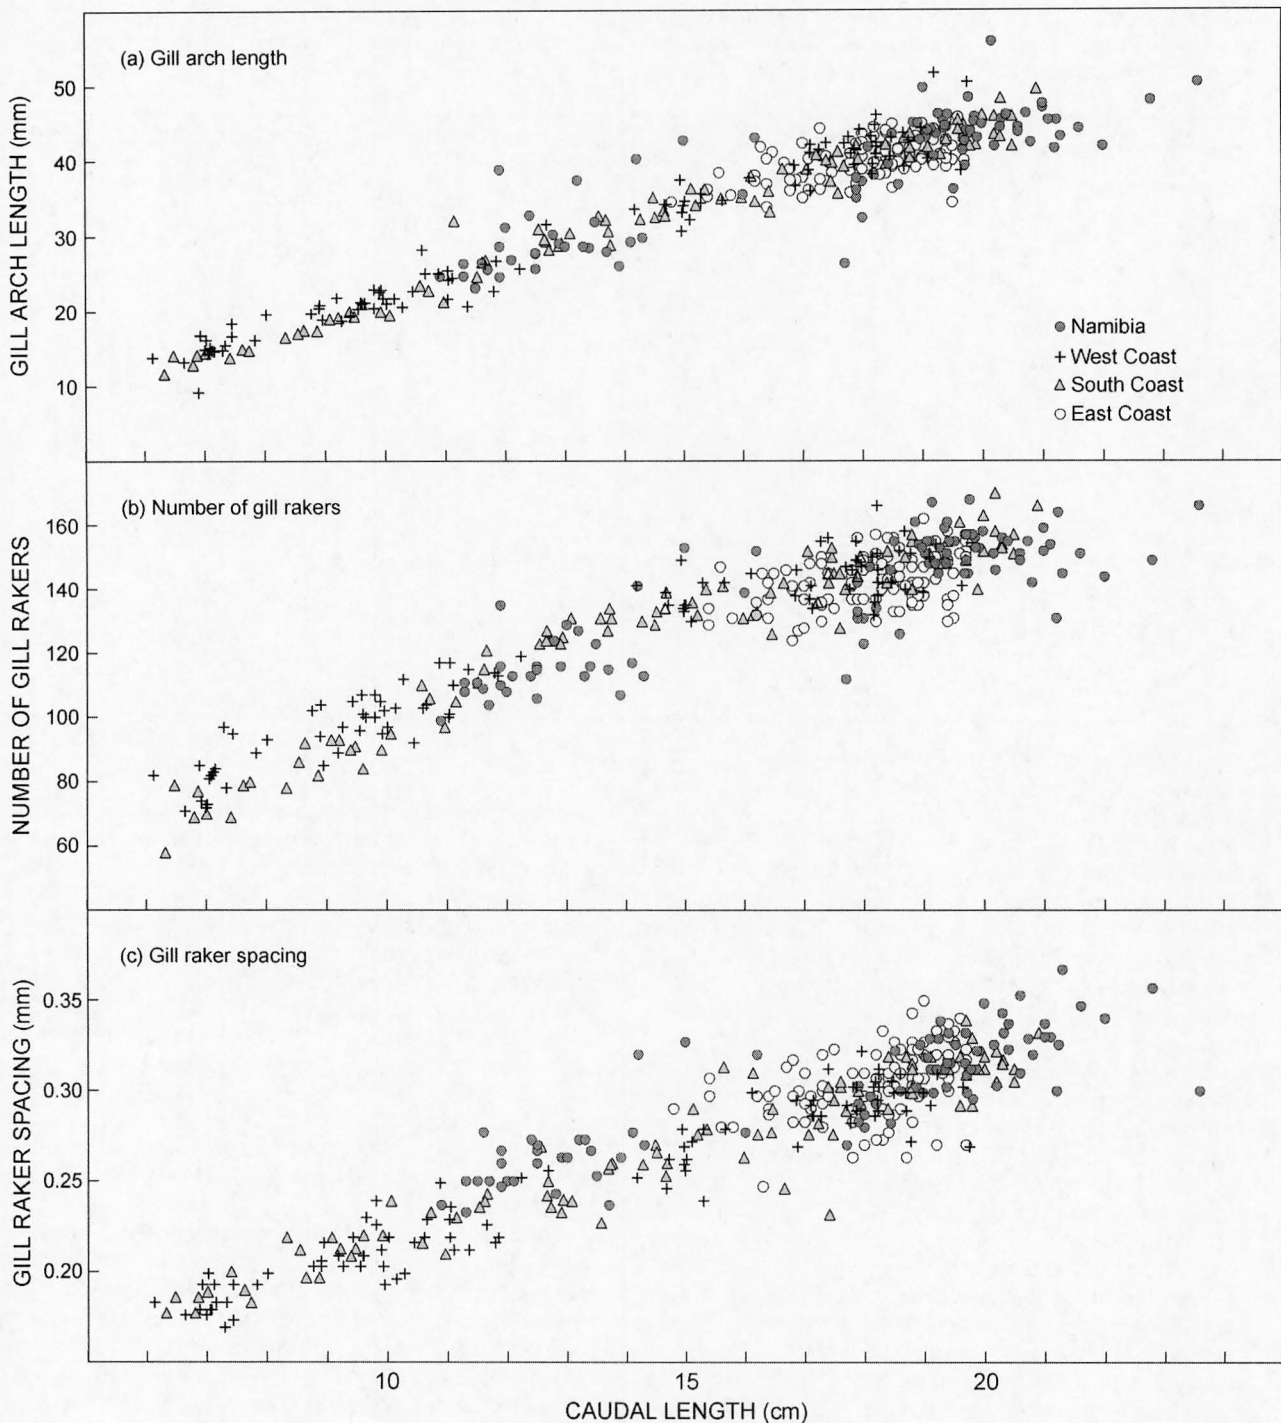 (a) Gill arch length
GILL ARCH LENGTH (mm)
50
40
30
20
10
Namibia
West Coast
South Coast
East Coast
(b) Number of gill rakers
NUMBER OF GILL RAKERS
160
140
120
100
80
60
(c) Gill raker spacing
GILL RAKER SPACING (mm)
0.35
0.30
0.25
0.20
10
15
20
CAUDAL LENGTH (cm)